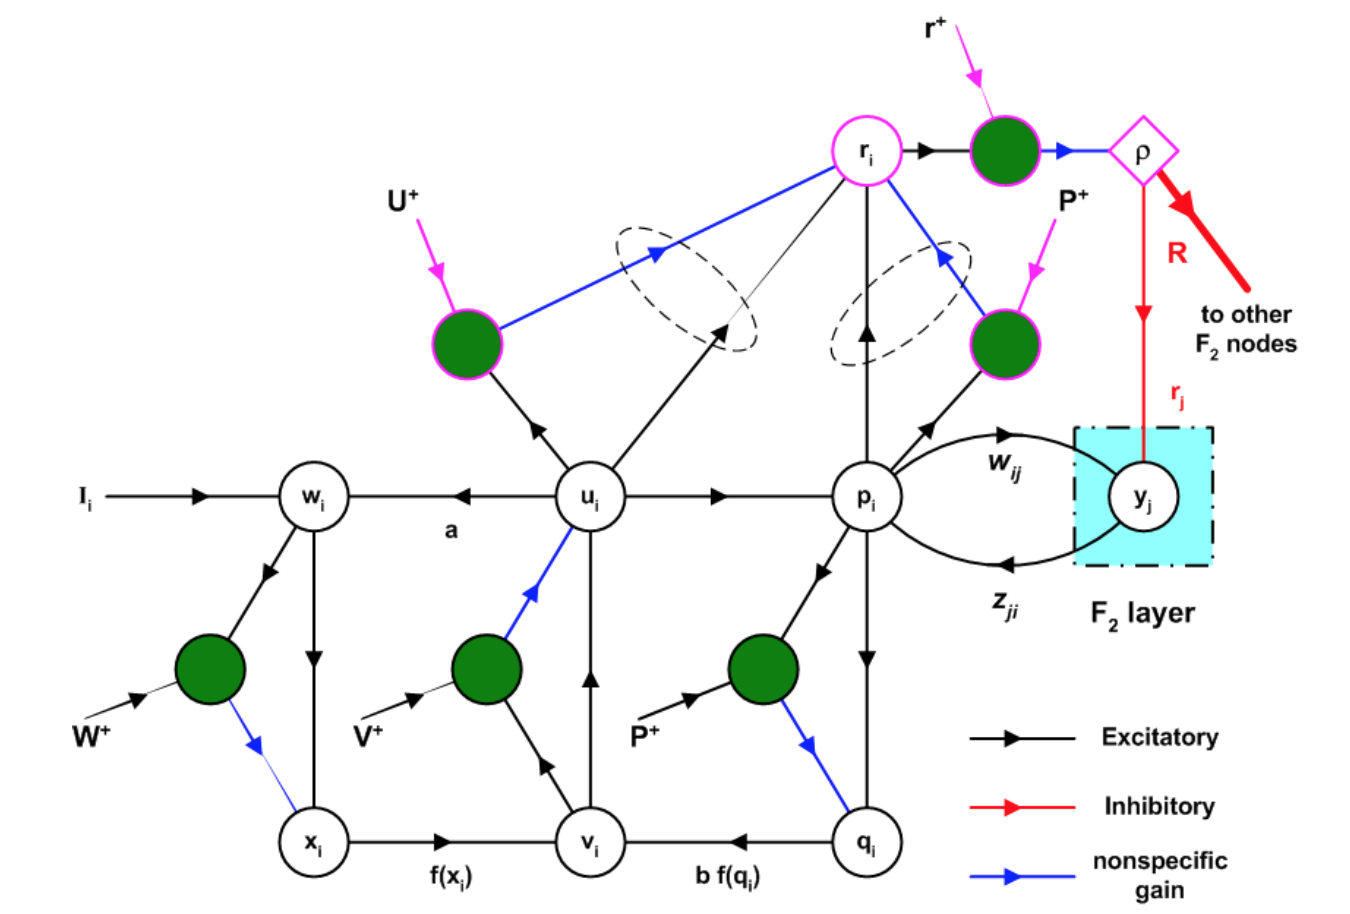 r⁺
rᵢ
ρ
U⁺
P⁺
R
to other
F₂ nodes
rⱼ
Iᵢ
wᵢ
a
uᵢ
pᵢ
wᵢⱼ
yⱼ
zⱼᵢ
F₂ layer
W⁺
V⁺
P⁺
Excitatory
Inhibitory
xᵢ
f(xᵢ)
vᵢ
b f(qᵢ)
qᵢ
nonspecific
gain